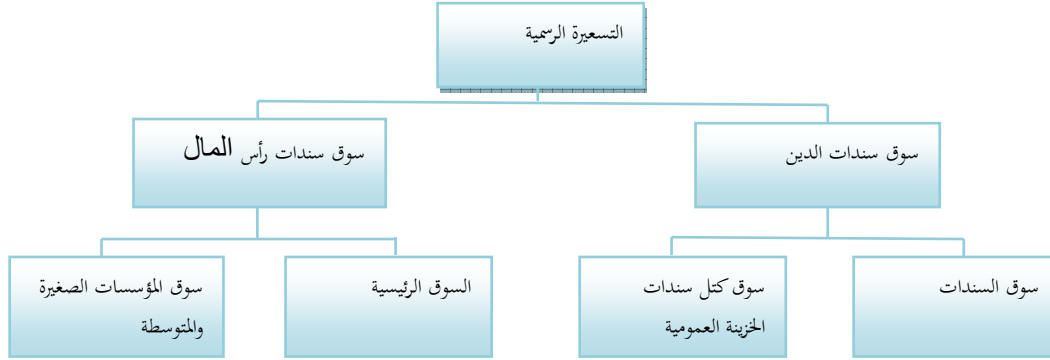 التسعيرة الرسمية
سوق سندات الدين
سوق سندات رأس المال
سوق السندات
سوق كتل سندات
الخزينة العمومية
السوق الرئيسية
سوق المؤسسات الصغيرة
والمتوسطة